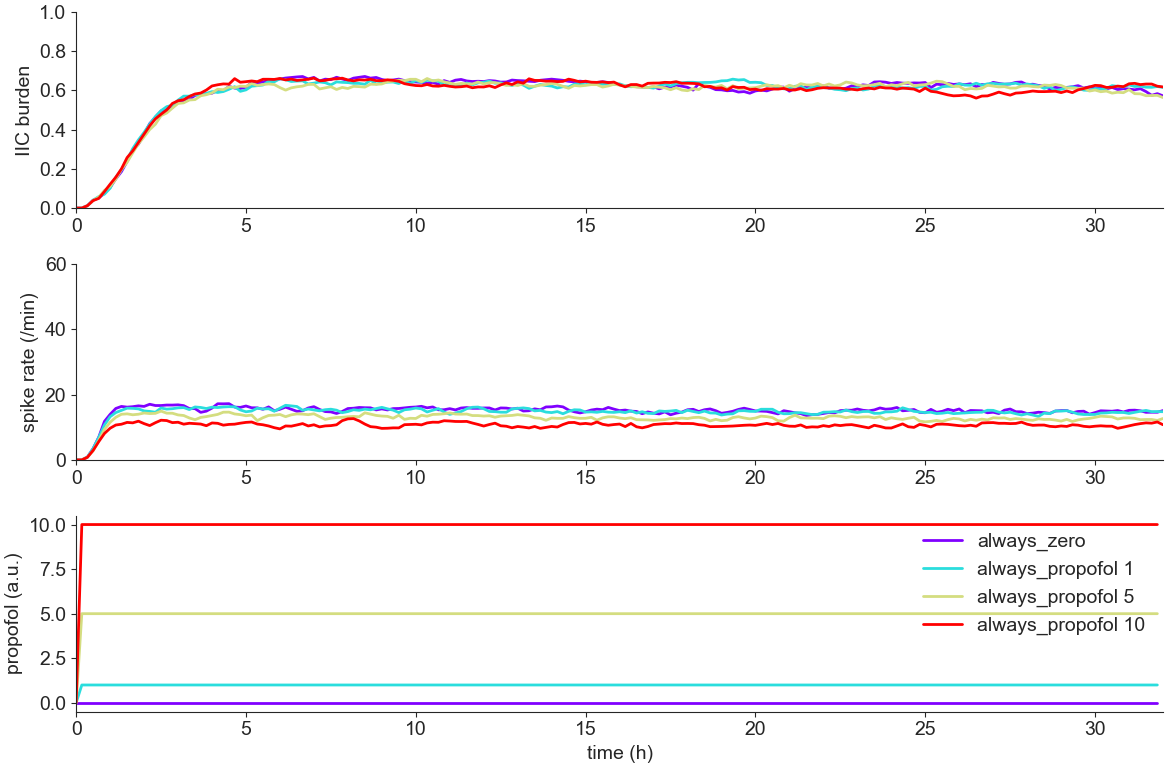 IIC burden
1.0
0.8
0.6
0.4
0.2
0.0
0 5 10 15 20 25 30
spike rate (/min)
60
40
20
0
0 5 10 15 20 25 30
propofol (a.u.)
10.0
7.5
5.0
2.5
0.0
always_zero
always_propofol 1
always_propofol 5
always_propofol 10
0 5 10 15 20 25 30
time (h)